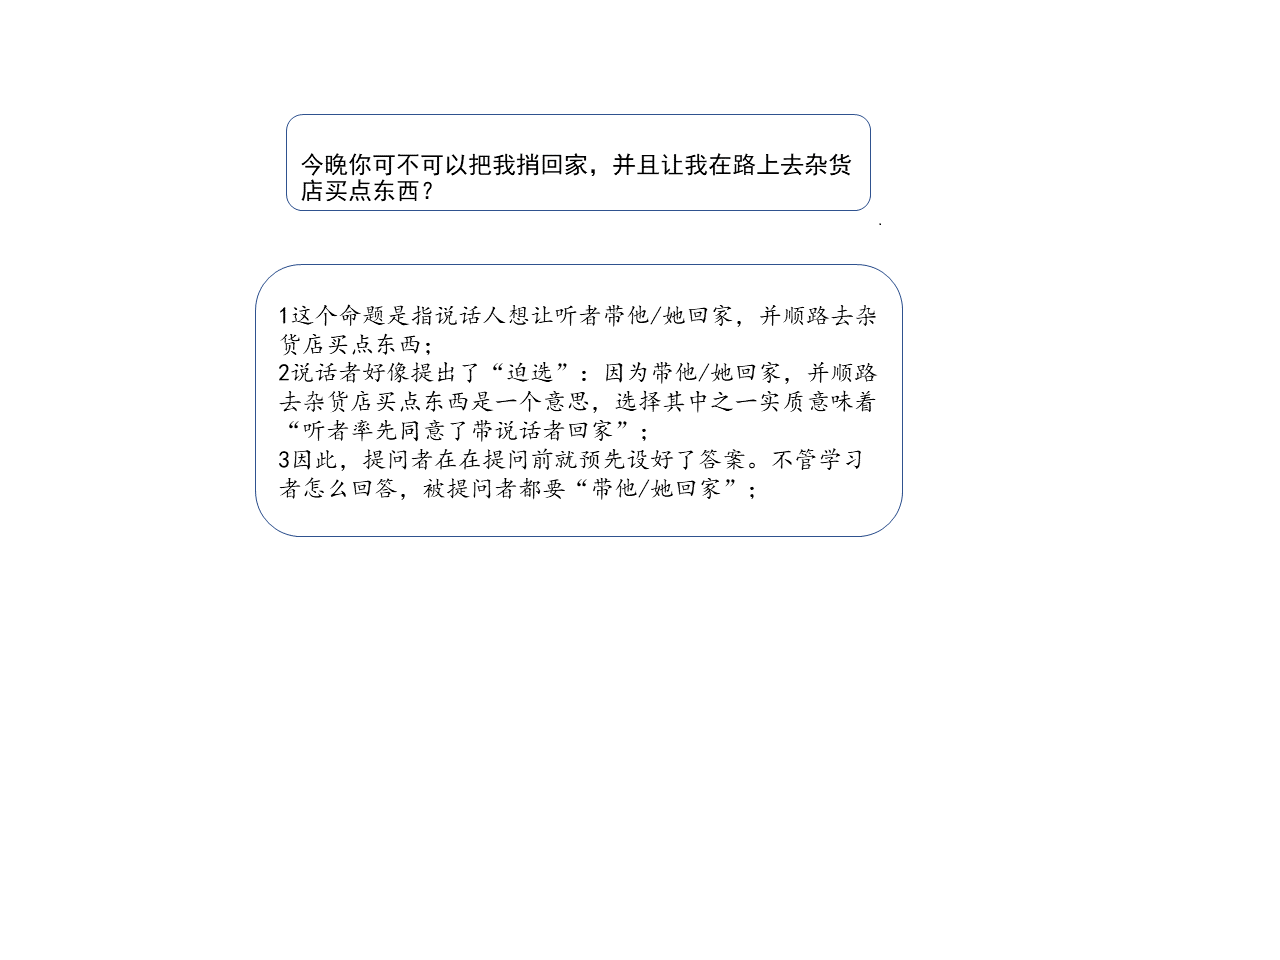 今晚你可不可以把我捎回家，并且让我在路上去杂货
店买点东西？
.
1这个命题是指说话人想让听者带他/她回家，并顺路去杂
货店买点东西；
2说话者好像提出了“迫选”：因为带他/她回家，并顺路
去杂货店买点东西是一个意思，选择其中之一实质意味着
“听者率先同意了带说话者回家”；
3因此，提问者在在提问前就预先设好了答案。不管学习
者怎么回答，被提问者都要“带他/她回家”；